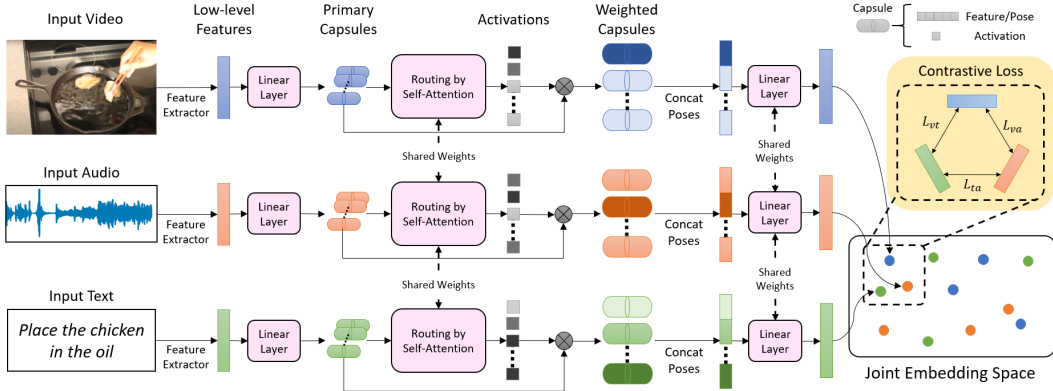 Input Video
Low-level
Features
Primary
Capsules
Activations
Weighted
Capsules
Capsule
Feature/Pose
Activation
Feature
Extractor
Linear
Layer
Routing by
Self-Attention
Concat
Poses
Linear
Layer
Contrastive Loss
L_vt
L_va
L_ta
Shared Weights
Shared
Weights
Input Audio
Feature
Extractor
Linear
Layer
Routing by
Self-Attention
Concat
Poses
Linear
Layer
Shared Weights
Shared
Weights
Input Text
Place the chicken
in the oil
Feature
Extractor
Linear
Layer
Routing by
Self-Attention
Concat
Poses
Linear
Layer
Joint Embedding Space